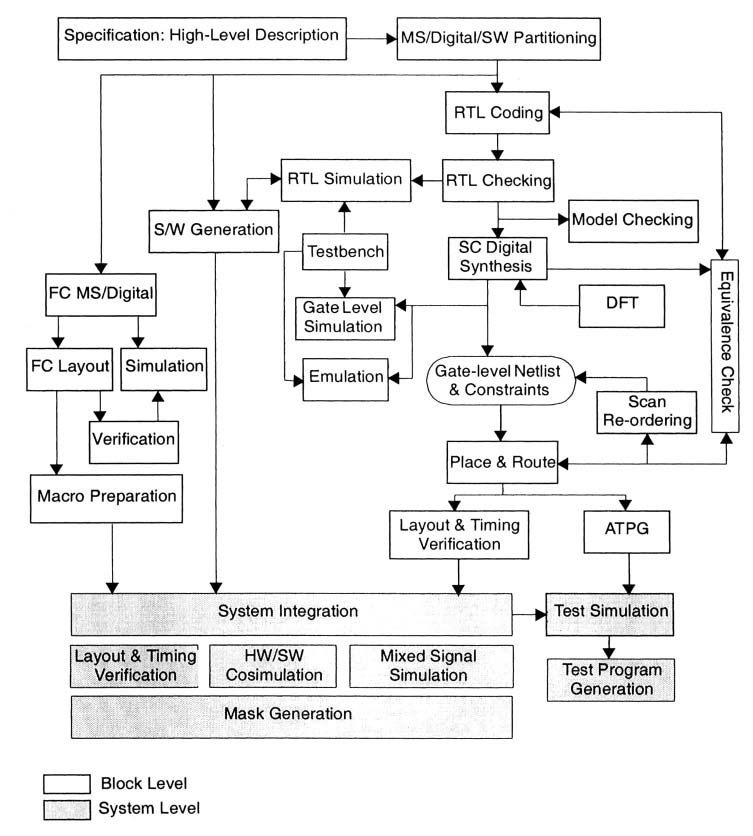 Specification: High-Level Description
MS/Digital/SW Partitioning
RTL Coding
RTL Simulation
RTL Checking
Model Checking
S/W Generation
Testbench
SC Digital
Synthesis
FC MS/Digital
Gate Level
Simulation
DFT
Equivalence Check
FC Layout
Simulation
Emulation
Gate-level Netlist
& Constraints
Scan
Re-ordering
Verification
Place & Route
Macro Preparation
Layout & Timing
Verification
ATPG
System Integration
Test Simulation
Layout & Timing
Verification
HW/SW
Cosimulation
Mixed Signal
Simulation
Test Program
Generation
Mask Generation
Block Level
System Level